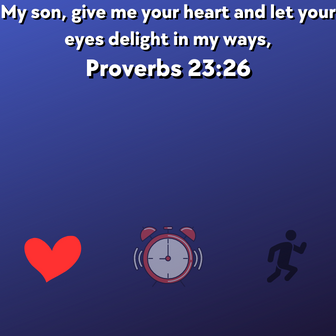 My son, give me your heart and let your
eyes delight in my ways,
Proverbs 23:26